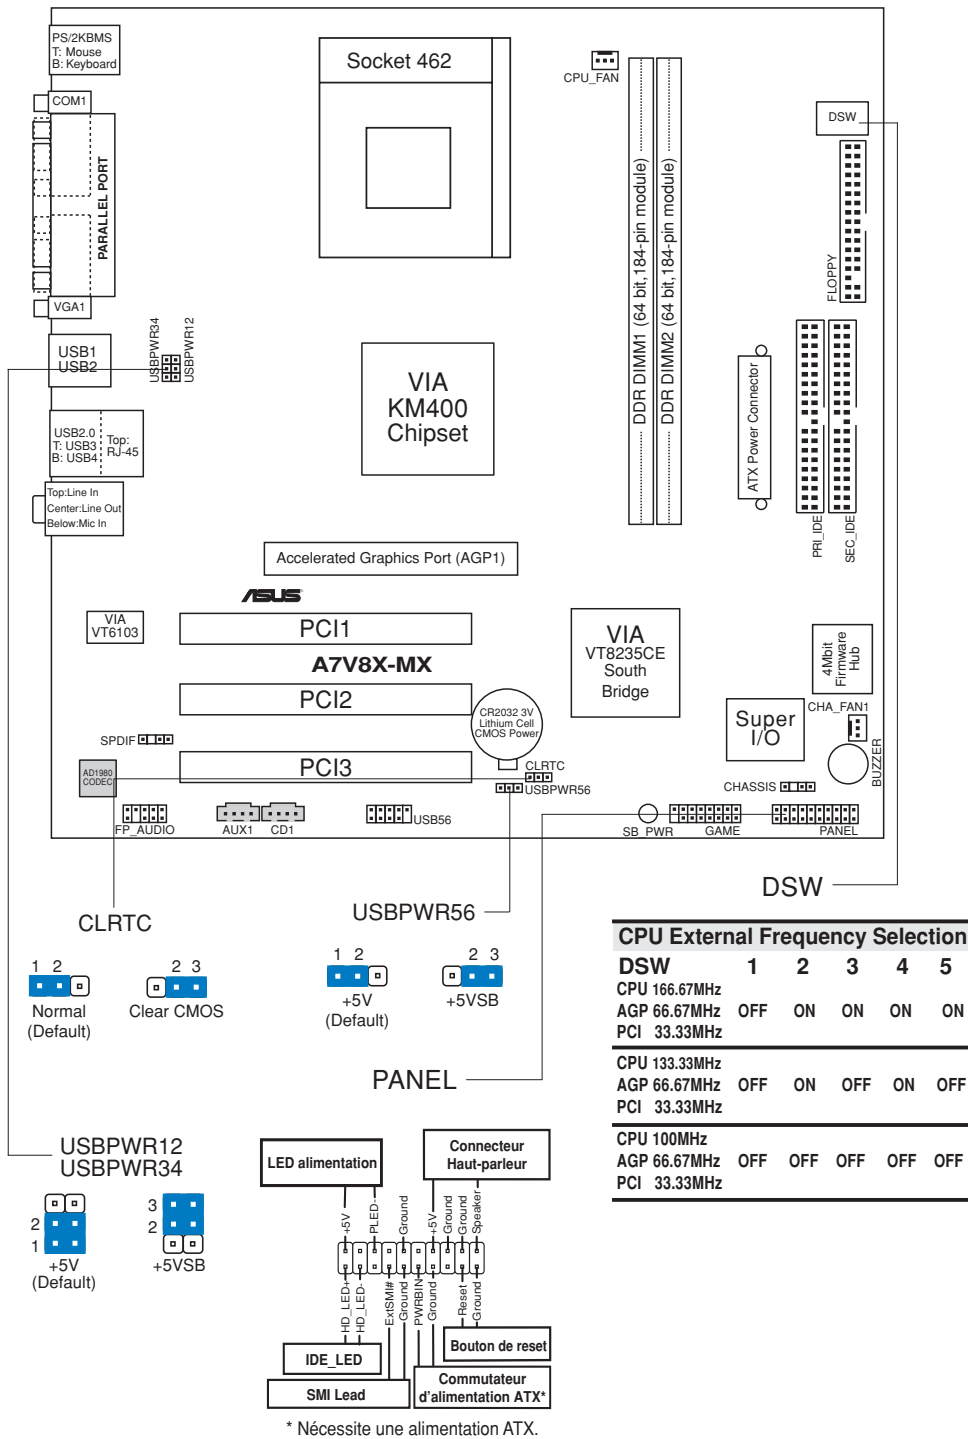 PS/2KBMS
T: Mouse
B: Keyboard
COM1
PARALLEL PORT
VGA1
USB1
USB2
USBPWR34
USBPWR12
USB2.0
T: USB3
B: USB4
Top:
RJ-45
Top:Line In
Center:Line Out
Below:Mic In
Socket 462
CPU_FAN
DDR DIMM1 (64 bit,184-pin module)
DDR DIMM2 (64 bit,184-pin module)
DSW
FLOPPY
VIA
KM400
Chipset
ATX Power Connector
PRI_IDE
SEC_IDE
Accelerated Graphics Port (AGP1)
ASUS
VIA
VT6103
PCI1
A7V8X-MX
PCI2
PCI3
VIA
VT8235CE
South
Bridge
4Mbit
Firmware
Hub
CR2032 3V
Lithium Cell
CMOS Power
Super
I/O
CHA_FAN1
BUZZER
SPDIF
AD1980
CODEC
CLRTC
USBPWR56
CHASSIS
FP_AUDIO
AUX1
CD1
USB56
SB_PWR
GAME
PANEL
DSW
CLRTC
1 2
Normal
(Default)
2 3
Clear CMOS
USBPWR56
1 2
+5V
(Default)
2 3
+5VSB
CPU External Frequency Selection
DSW 1 2 3 4 5
CPU 166.67MHz
AGP 66.67MHz OFF ON ON ON ON
PCI 33.33MHz
CPU 133.33MHz
AGP 66.67MHz OFF ON OFF ON OFF
PCI 33.33MHz
CPU 100MHz
AGP 66.67MHz OFF OFF OFF OFF OFF
PCI 33.33MHz
PANEL
USBPWR12
USBPWR34
2
1
+5V
(Default)
3
2
+5VSB
LED alimentation
Connecteur
Haut-parleur
+5V
PLED-
Ground
+5V
Ground
Ground
Speaker
HD_LED+
HD_LED-
ExtSMI#
Ground
PWRBIN
Ground
Reset
Ground
IDE_LED
Bouton de reset
SMI Lead
Commutateur
d'alimentation ATX*
* Nécessite une alimentation ATX.